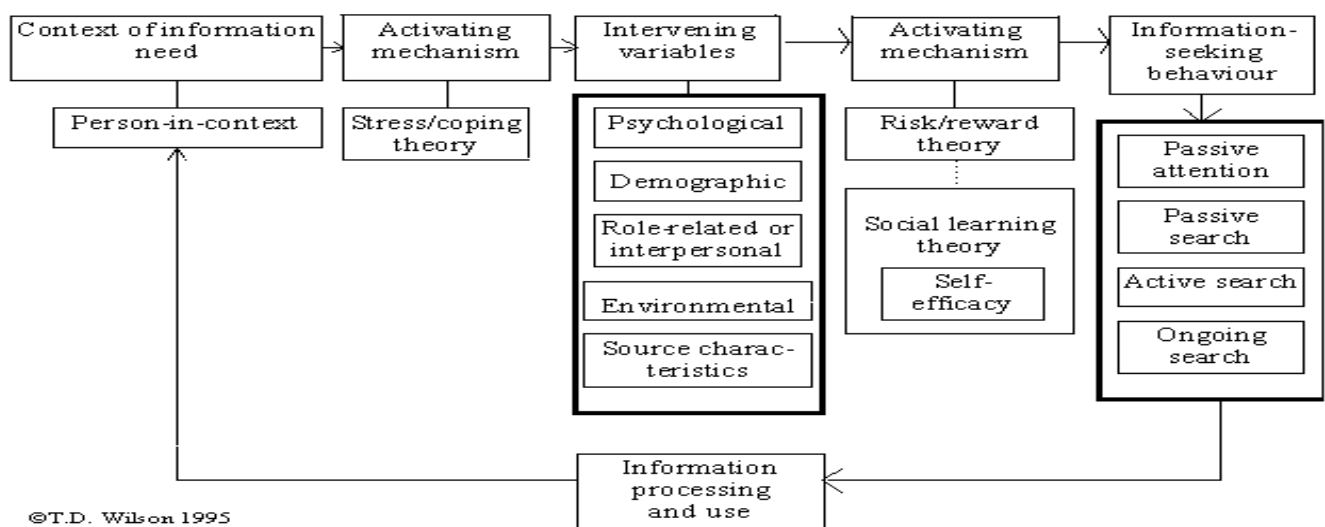 Context of information
need
Activating
mechanism
Intervening
variables
Activating
mechanism
Information-
seeking
behaviour
Person-in-context
Stress/coping
theory
Psychological
Demographic
Role-related or
interpersonal
Environmental
Source charac-
teristics
Risk/reward
theory
Social learning
theory
Self-
efficacy
Passive
attention
Passive
search
Active search
Ongoing
search
Information
processing
and use
©T.D. Wilson 1995